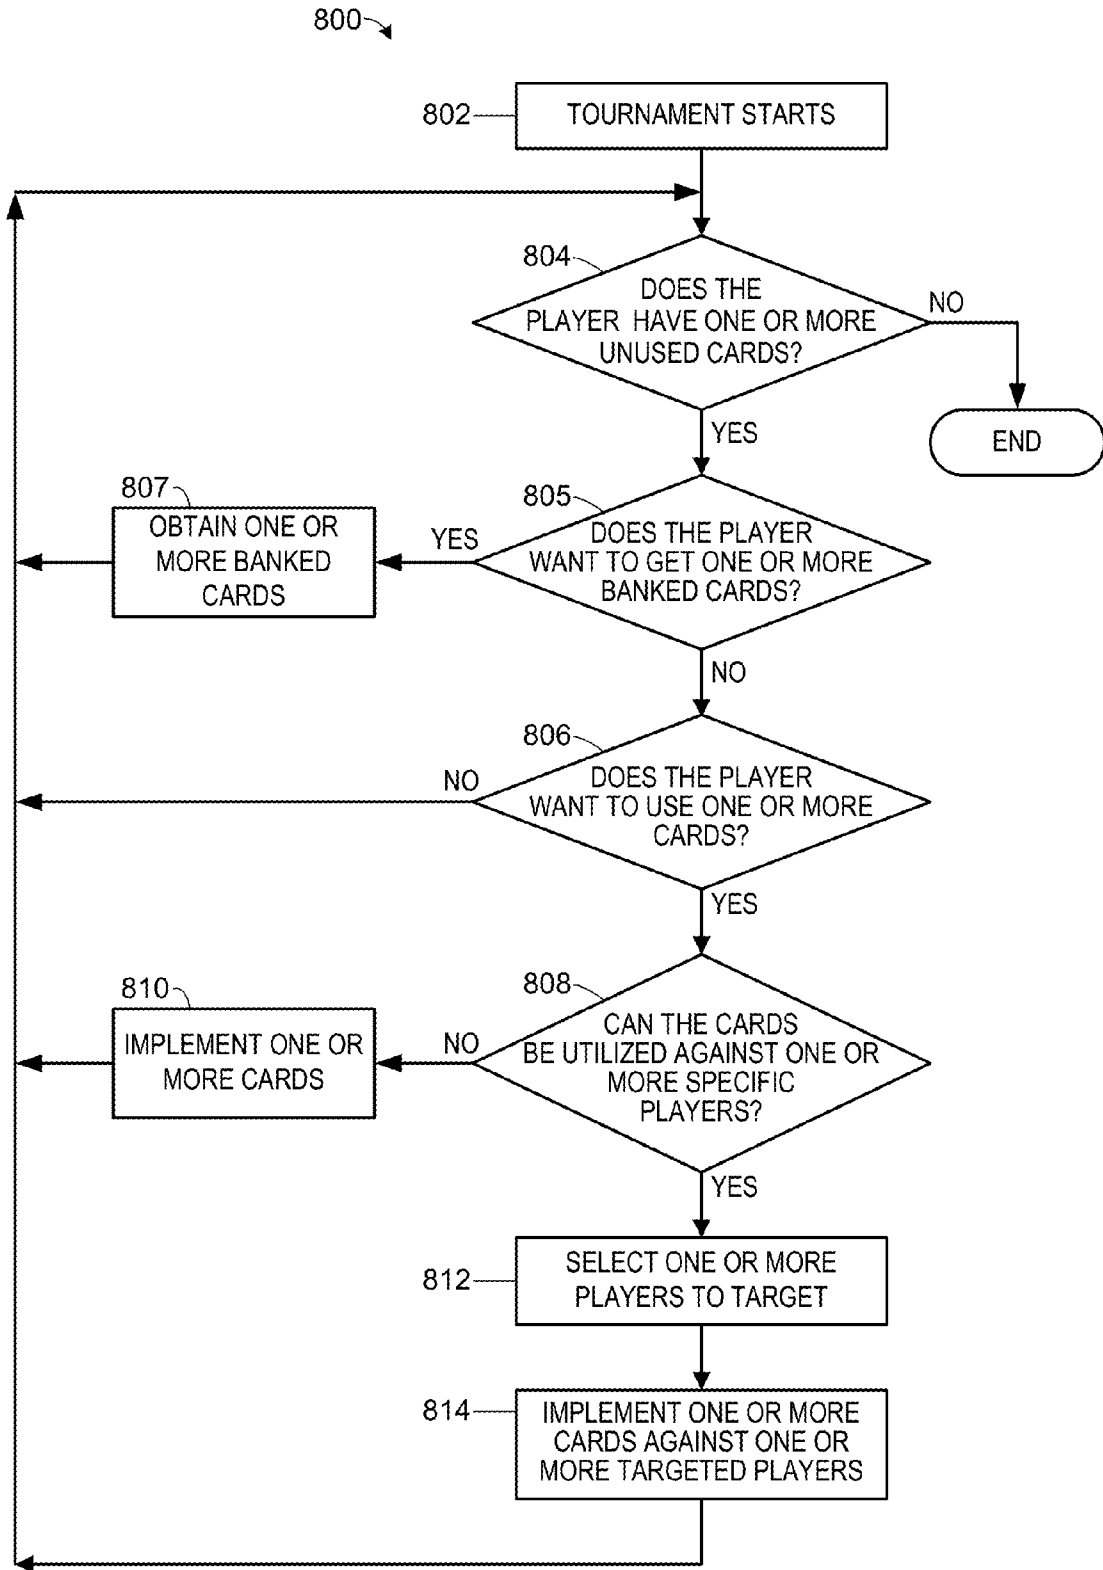 800
802
TOURNAMENT STARTS
804
DOES THE
PLAYER HAVE ONE OR MORE
UNUSED CARDS?
NO
END
YES
805
DOES THE PLAYER
WANT TO GET ONE OR MORE
BANKED CARDS?
YES
807
OBTAIN ONE OR
MORE BANKED
CARDS
NO
806
DOES THE PLAYER
WANT TO USE ONE OR MORE
CARDS?
NO
YES
808
CAN THE CARDS
BE UTILIZED AGAINST ONE OR
MORE SPECIFIC
PLAYERS?
NO
810
IMPLEMENT ONE OR
MORE CARDS
YES
812
SELECT ONE OR MORE
PLAYERS TO TARGET
814
IMPLEMENT ONE OR MORE
CARDS AGAINST ONE OR
MORE TARGETED PLAYERS